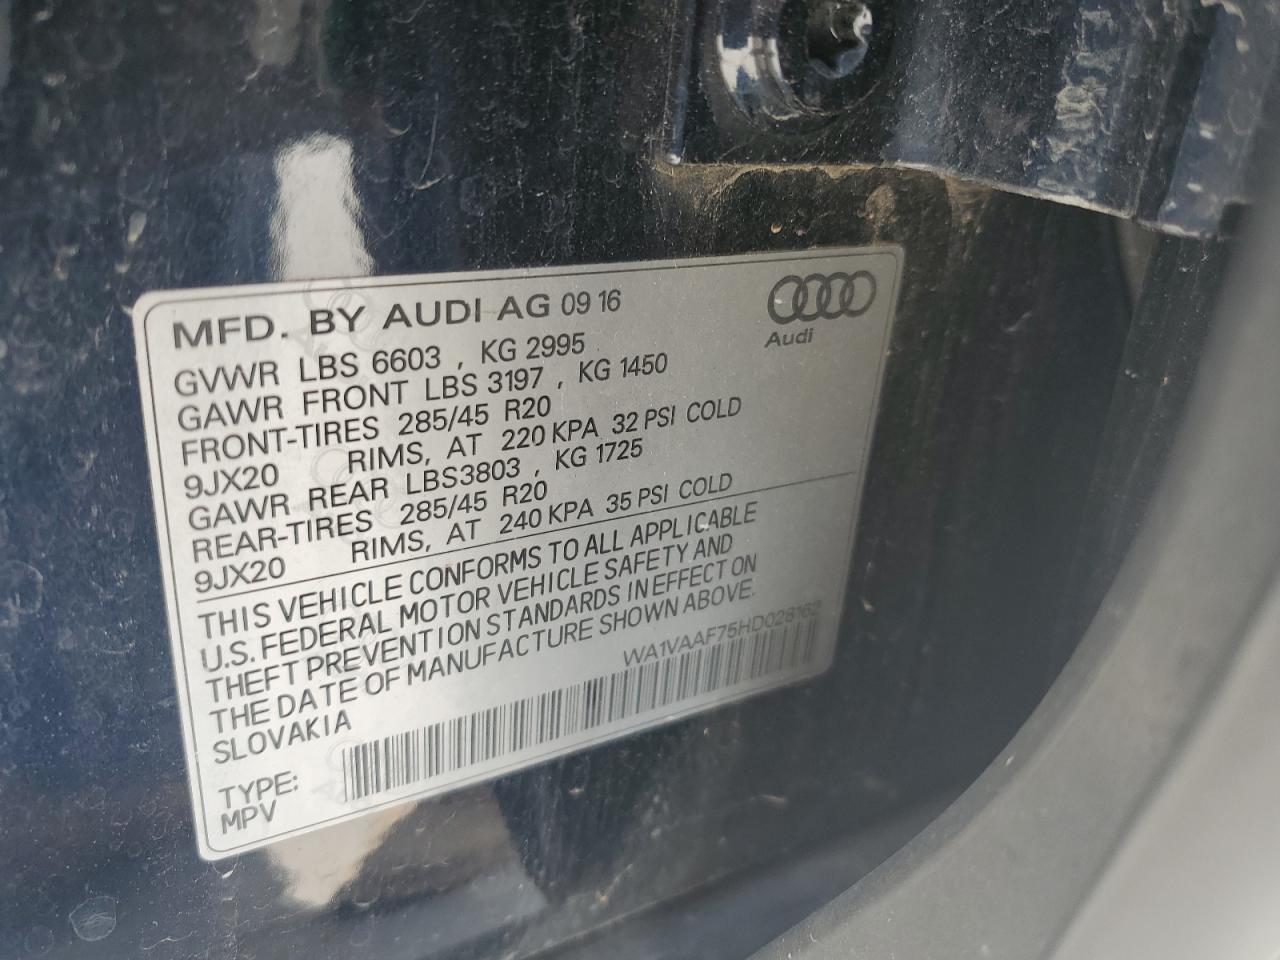 MFD. BY AUDI AG 09 16
Audi
GVWR LBS 6603 , KG 2995
GAWR FRONT LBS 3197 , KG 1450
FRONT-TIRES 285/45 R20
9JX20 RIMS, AT 220 KPA 32 PSI COLD
GAWR REAR LBS3803 , KG 1725
REAR-TIRES 285/45 R20
9JX20 RIMS, AT 240 KPA 35 PSI COLD
THIS VEHICLE CONFORMS TO ALL APPLICABLE
U.S. FEDERAL MOTOR VEHICLE SAFETY AND
THEFT PREVENTION STANDARDS IN EFFECT ON
THE DATE OF MANUFACTURE SHOWN ABOVE.
SLOVAKIA
WA1VAAF75HD028162
TYPE:
MPV